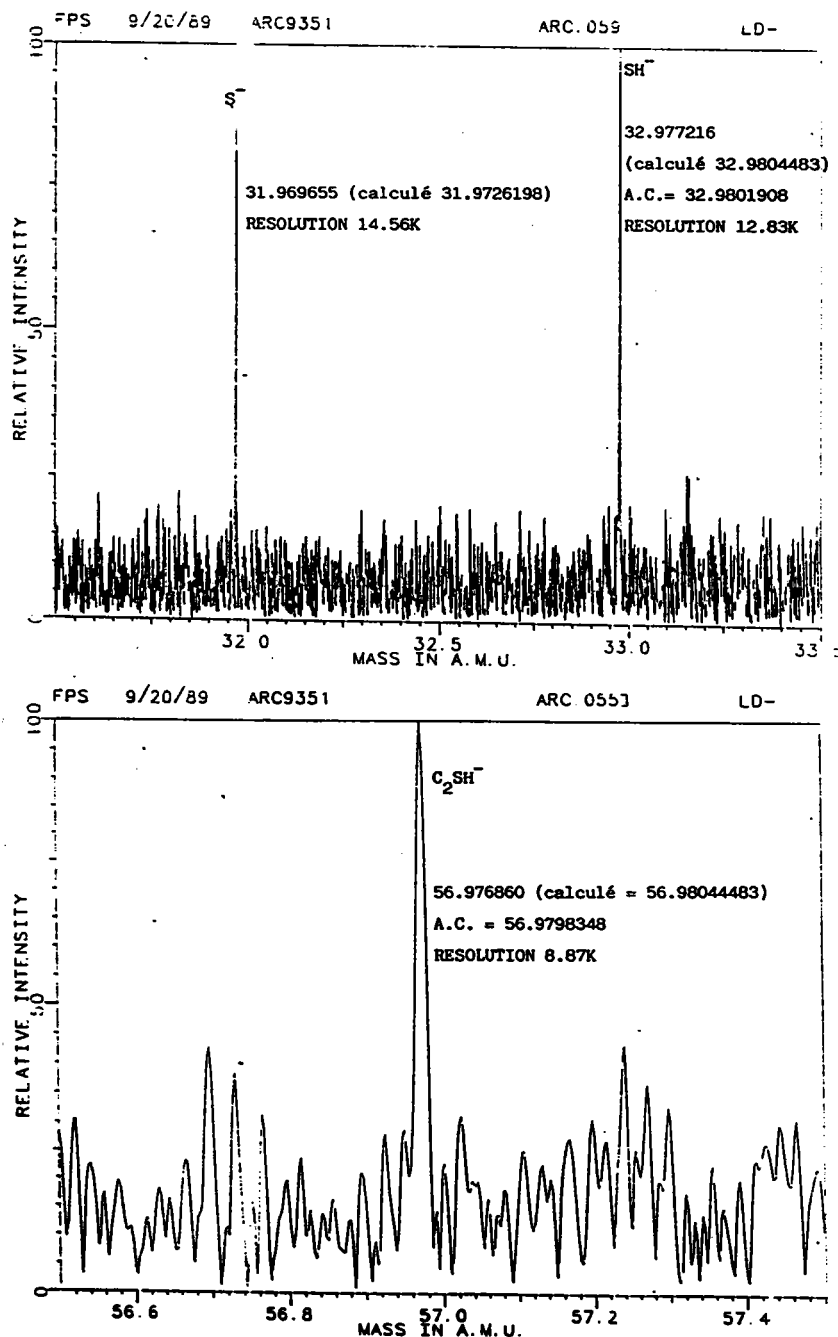 FPS 9/20/89 ARC9351 ARC.059 LD-
100
S⁻
SH⁻
32.977216
(calculé 32.9804483)
31.969655 (calculé 31.9726198)
A.C.= 32.9801908
RESOLUTION 14.56K
RESOLUTION 12.83K
RELATIVE INTENSITY
50
0
32.0 32.5 33.0 33
MASS IN A.M.U.
FPS 9/20/89 ARC9351 LD-
100
C₂SH⁻
56.976860 (calculé = 56.98044483)
A.C. = 56.9798348
RESOLUTION 8.87K
RELATIVE INTENSITY
50
0
56.6 56.8 57.0 57.2 57.4
MASS IN A.M.U.